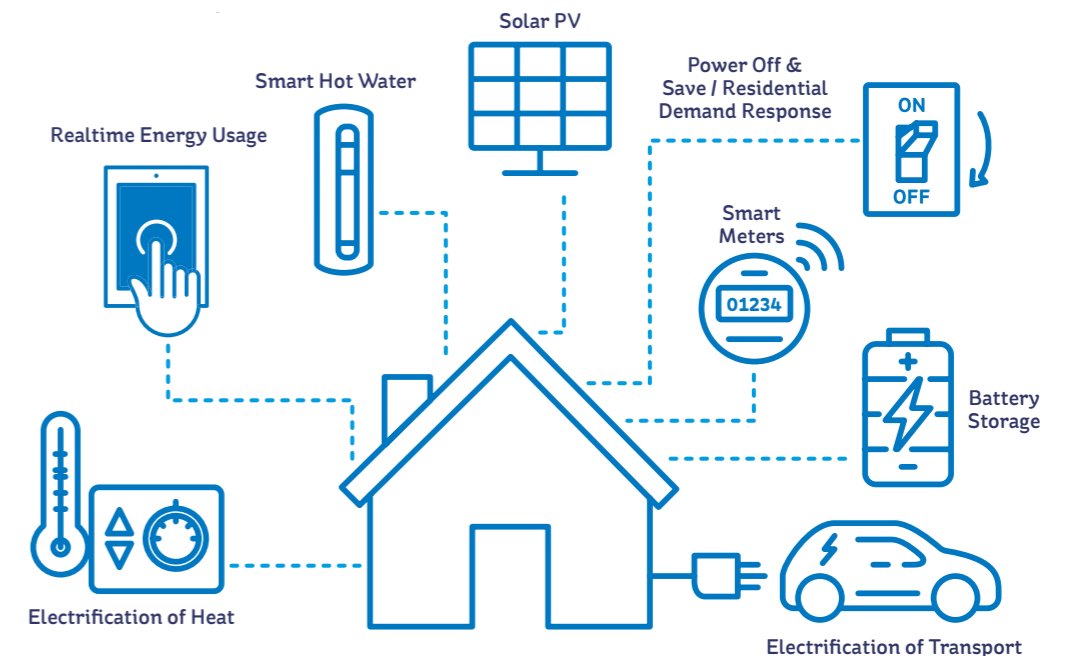 Solar PV
Smart Hot Water
Power Off &
Save / Residential
Demand Response
ON
OFF
Realtime Energy Usage
Smart
Meters
01234
Battery
Storage
Electrification of Heat
Electrification of Transport